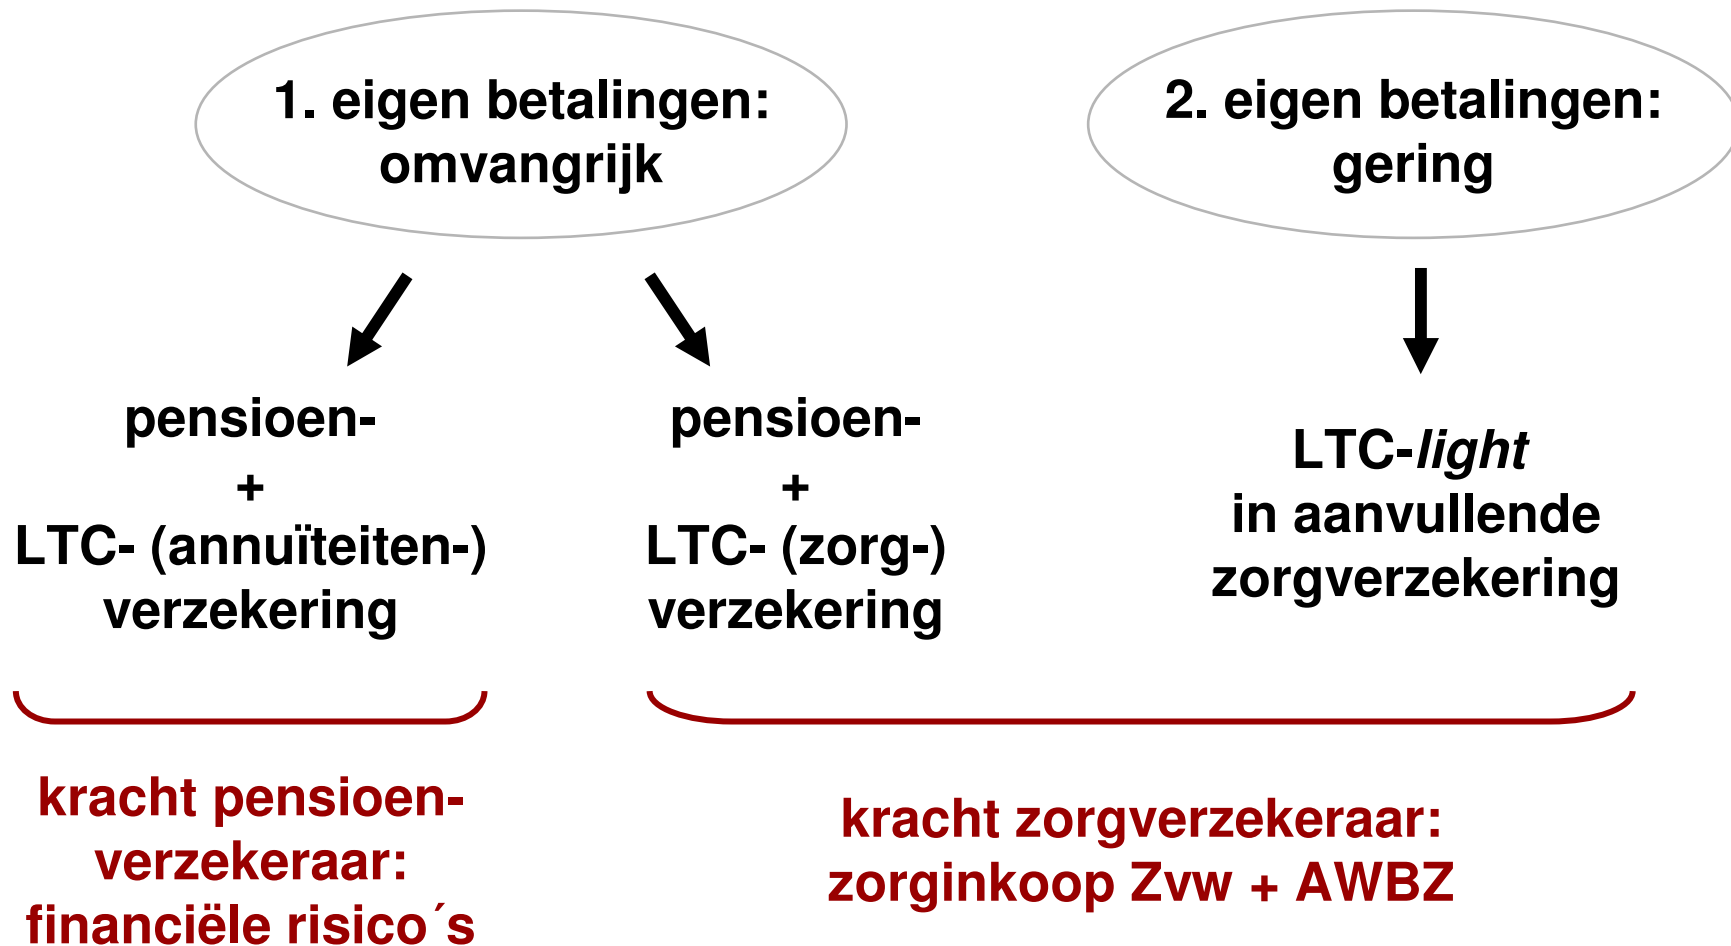 1. eigen betalingen:
omvangrijk
2. eigen betalingen:
gering
pensioen-
+
LTC- (annuïteiten-)
verzekering
pensioen-
+
LTC- (zorg-)
verzekering
LTC-light
in aanvullende
zorgverzekering
kracht pensioen-
verzekeraar:
financiële risico´s
kracht zorgverzekeraar:
zorginkoop Zvw + AWBZ